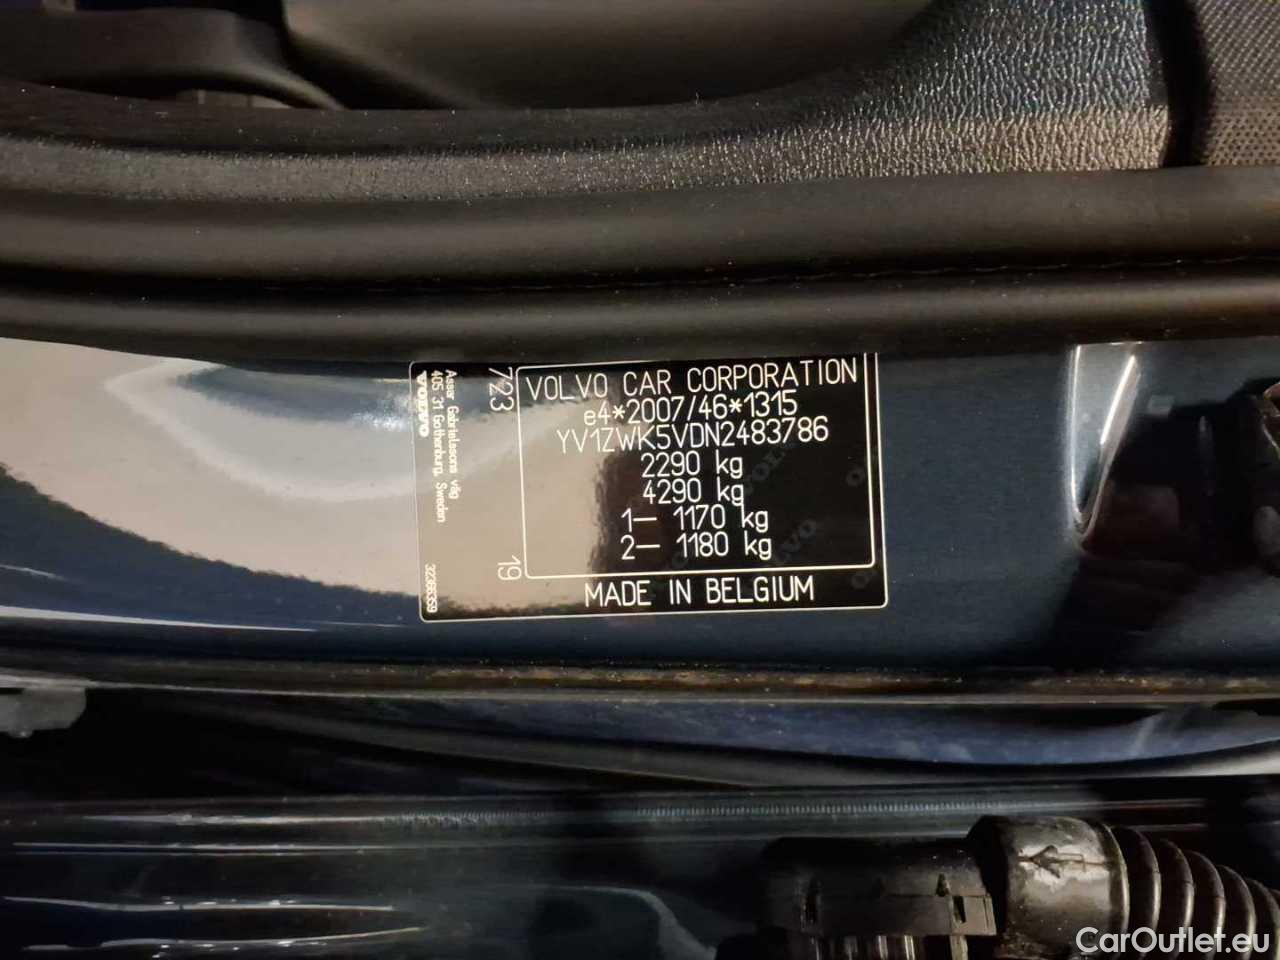 VOLVO CAR CORPORATION
e4*2007/46*1315
YV1ZWK5VDN2483786
2290 kg
4290 kg
1— 1170 kg
2— 1180 kg
MADE IN BELGIUM
723
19
VOLVO
405 31 Gothenburg, Sweden
Assar Gabrielssons väg
32386359
CarOutlet.eu